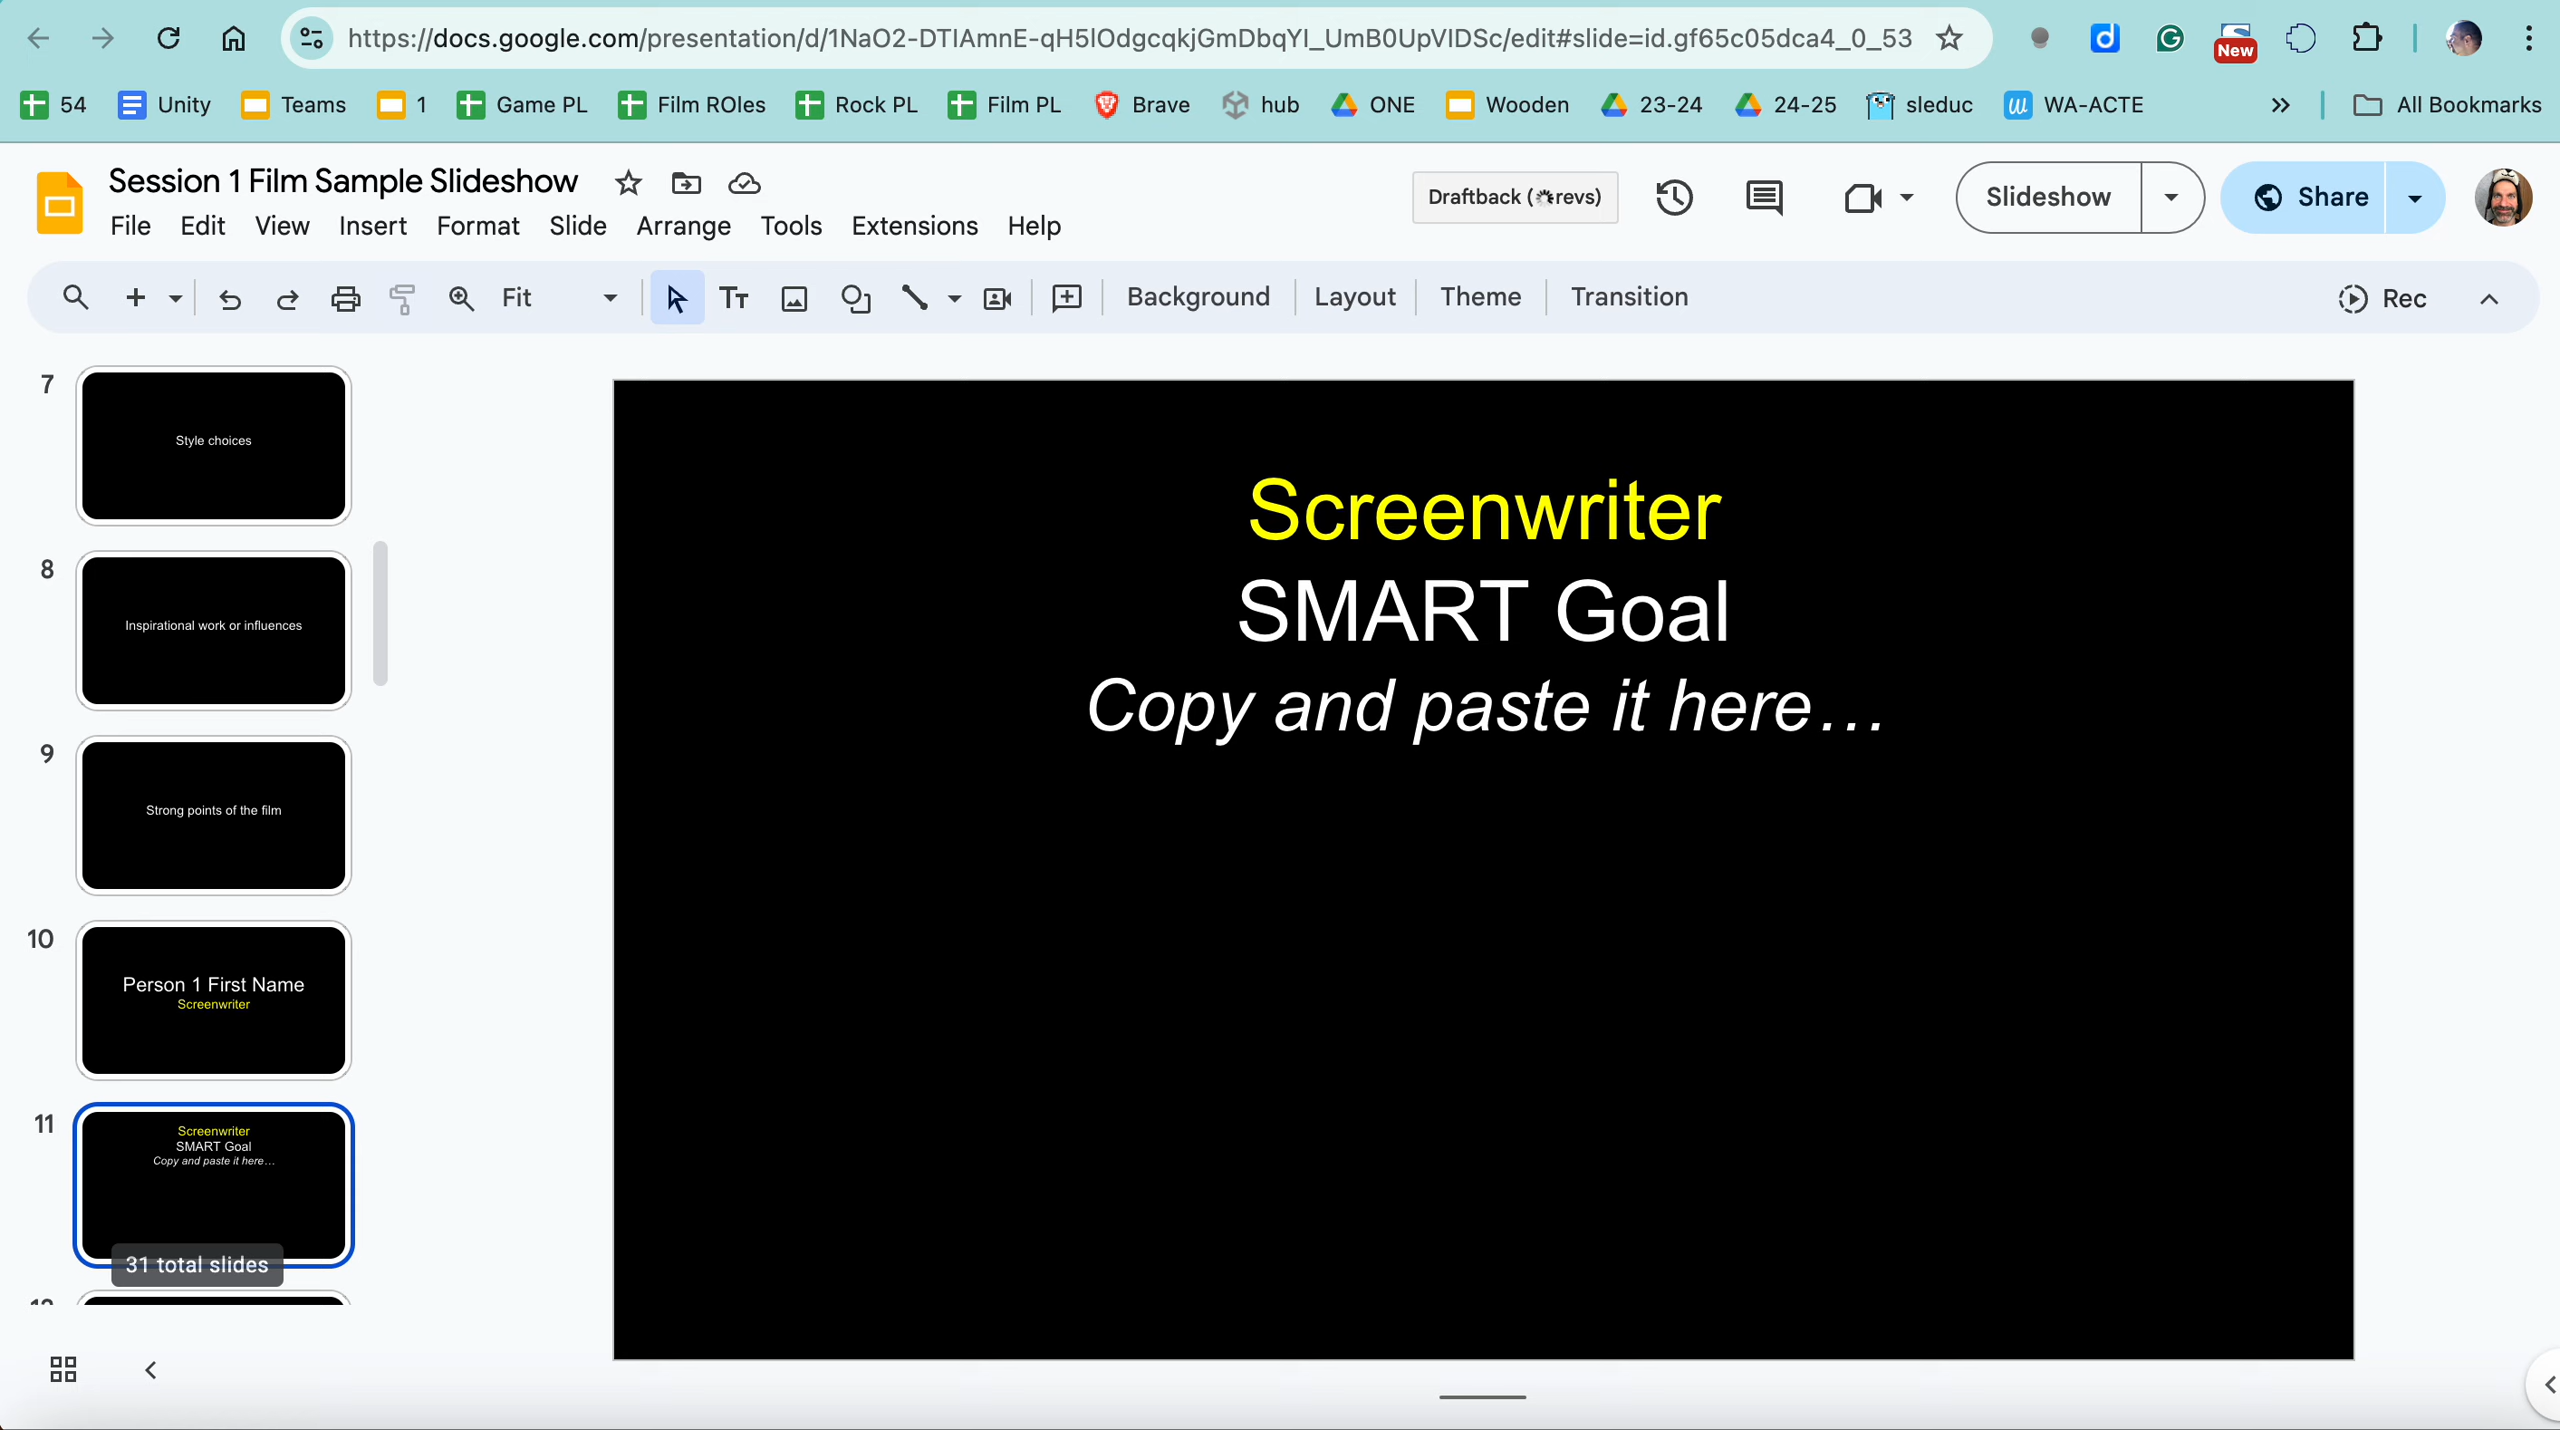 https://docs.google.com/presentation/d/1NaO2-DTIAmnE-qH5lOdgcqkjGmDbqYI_UmB0UpVIDSc/edit#slide=id.gf65c05dca4_0_53
New
54 Unity Teams 1 Game PL Film ROles Rock PL Film PL Brave hub ONE Wooden 23-24 24-25 sleduc WA-ACTE All Bookmarks
Session 1 Film Sample Slideshow
File Edit View Insert Format Slide Arrange Tools Extensions Help
Draftback (revs)
Slideshow
Share
Fit
Background Layout Theme Transition
Rec
7
Style choices
8
Inspirational work or influences
9
Strong points of the film
10
Person 1 First Name
Screenwriter
11
Screenwriter
SMART Goal
Copy and paste it here…
31 total slides
Screenwriter
SMART Goal
Copy and paste it here…